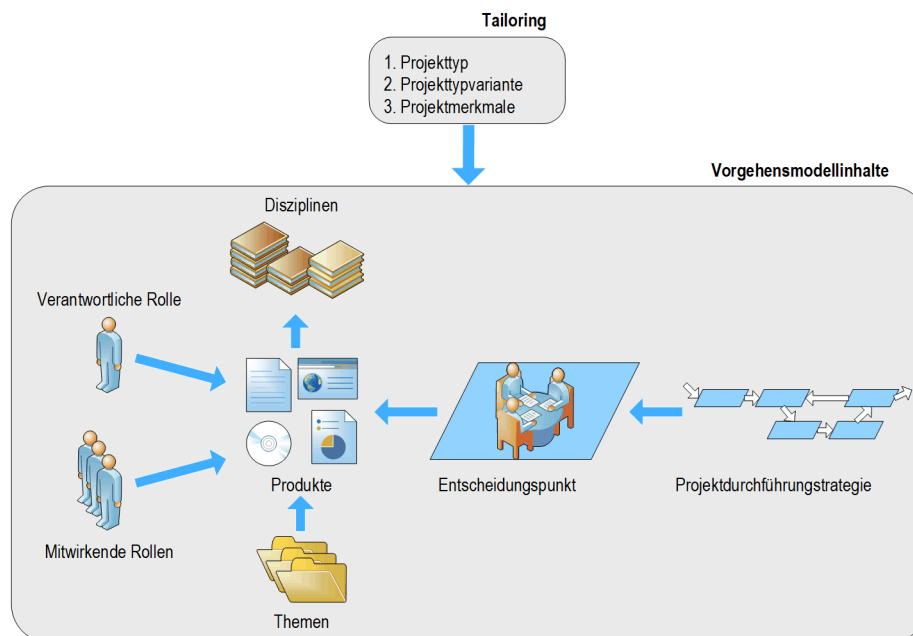 Tailoring
1. Projekttyp
2. Projekttypvariante
3. Projektmerkmale
Vorgehensmodellinhalte
Disziplinen
Verantwortliche Rolle
Produkte
Entscheidungspunkt
Projektdurchführungstrategie
Mitwirkende Rollen
Themen